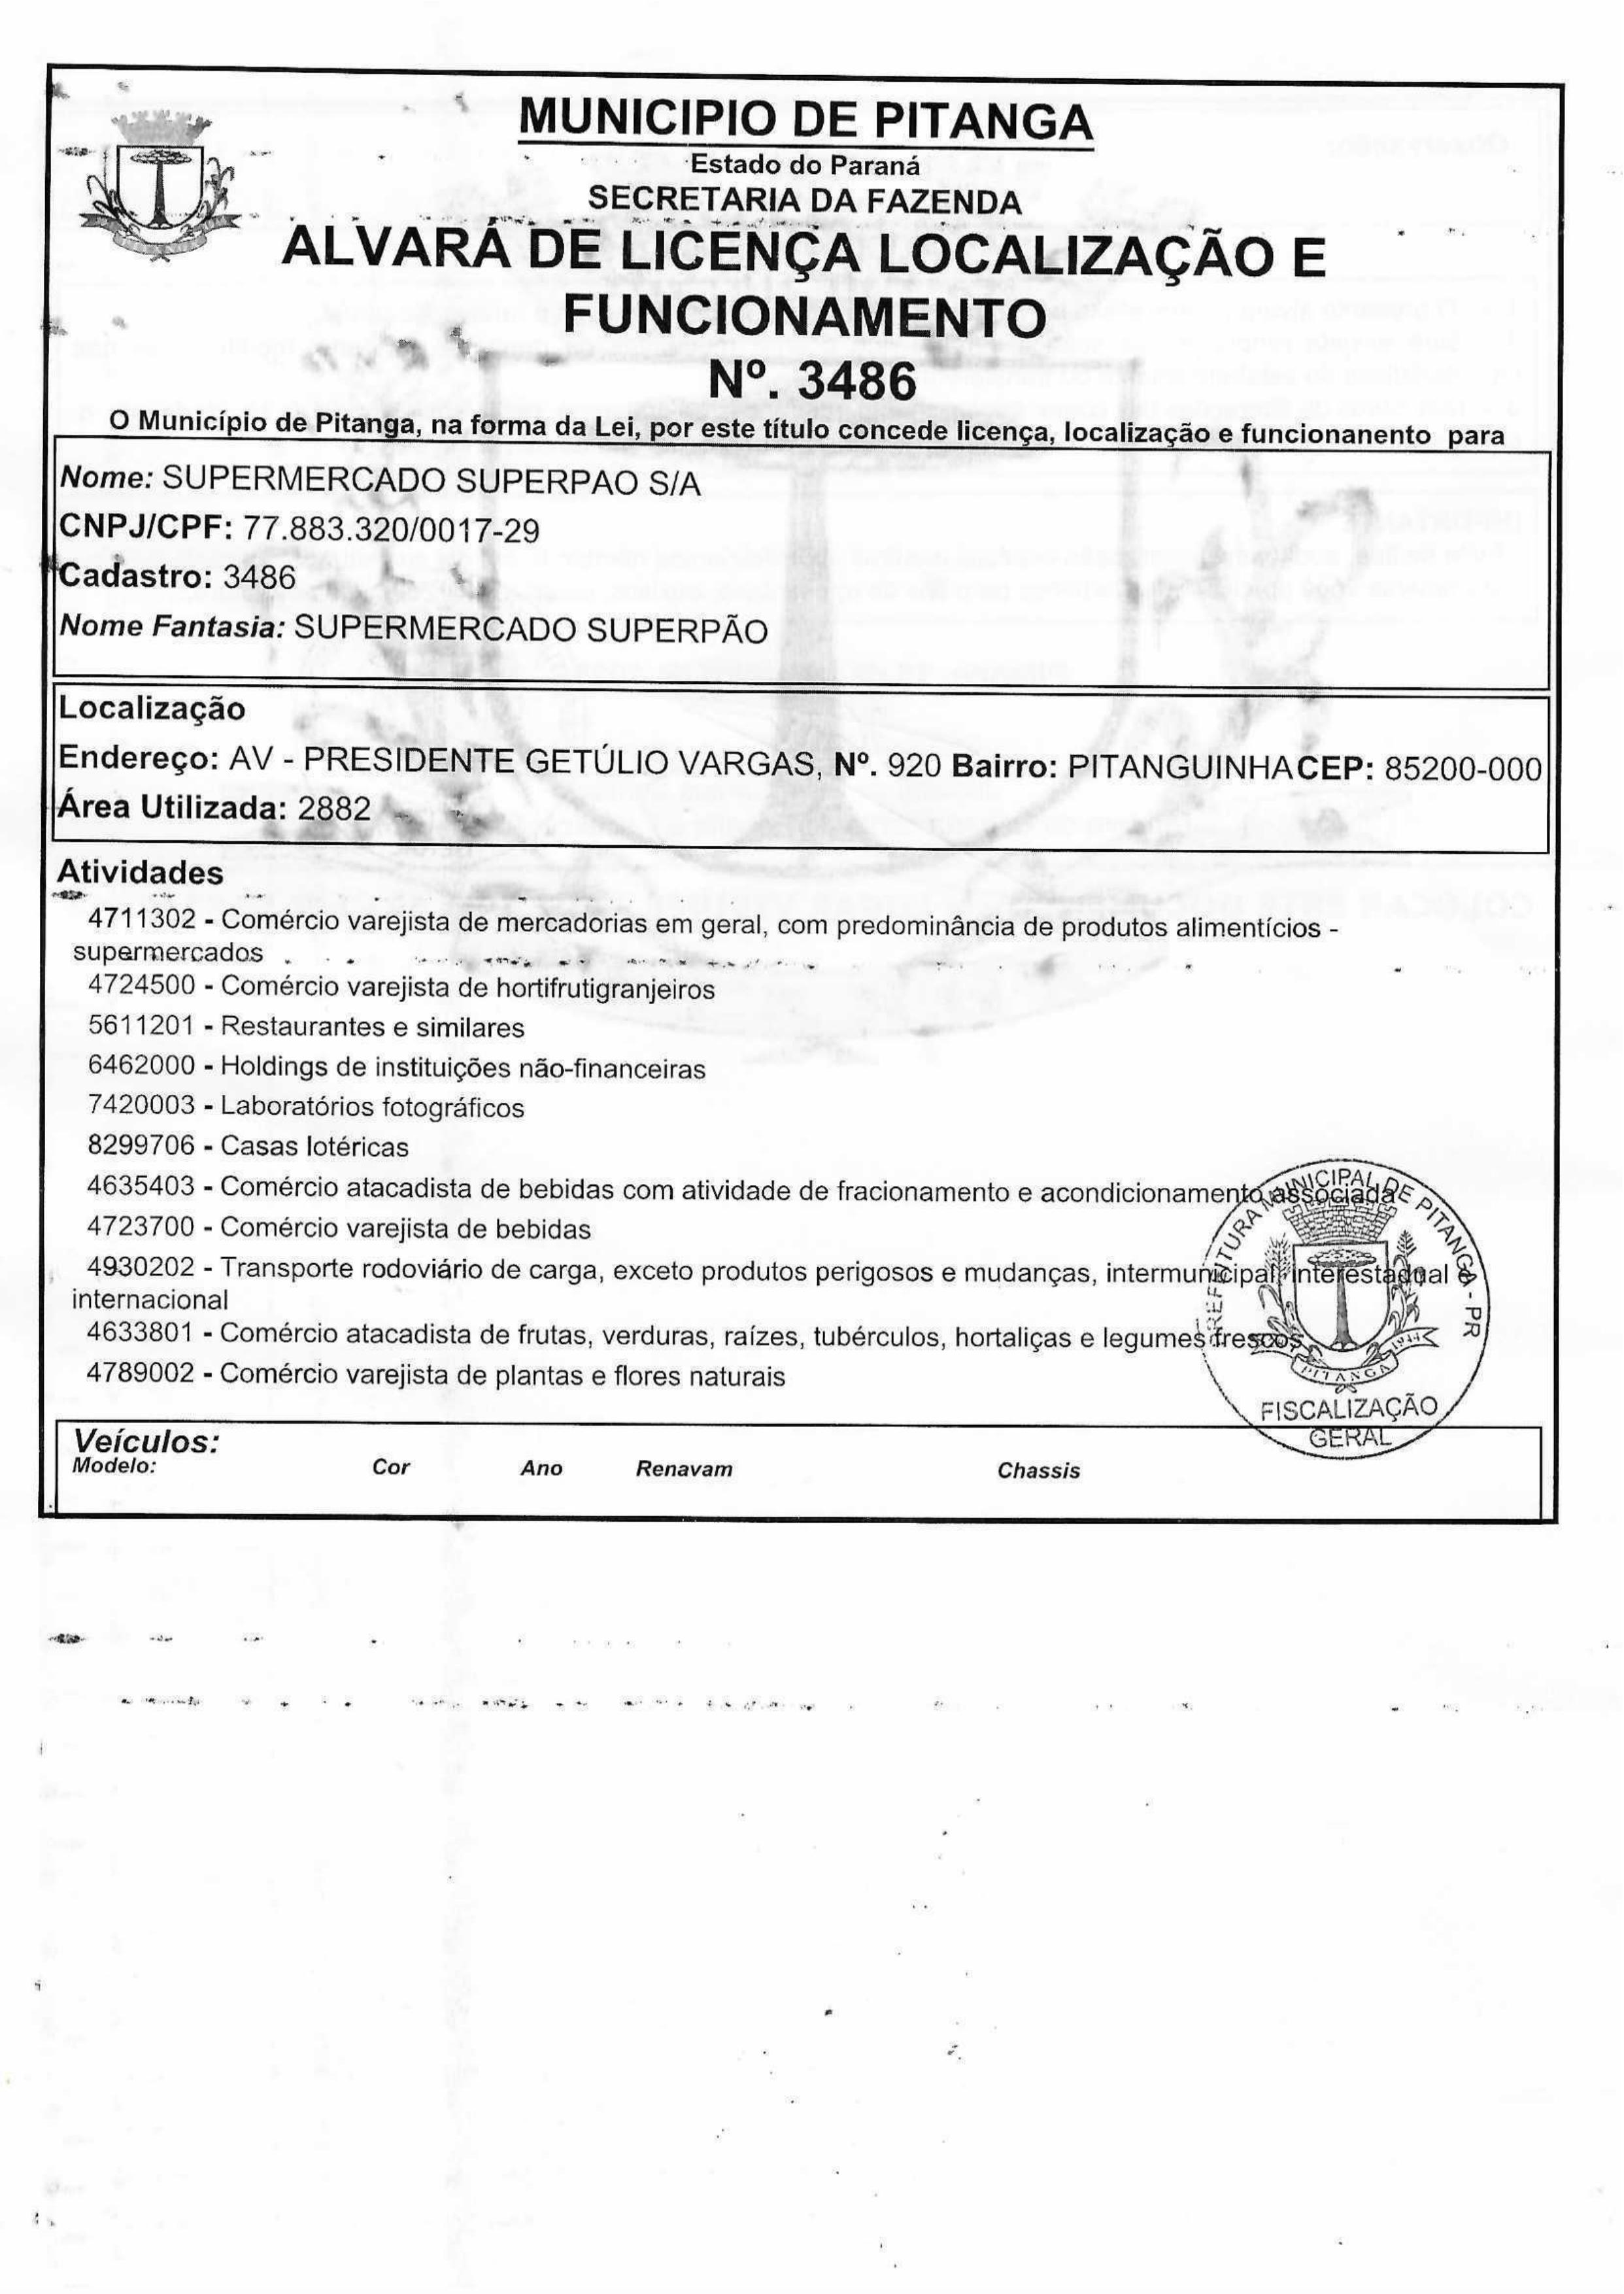 MUNICIPIO DE PITANGA
Estado do Paraná
SECRETARIA DA FAZENDA
ALVARÁ DE LICENÇA LOCALIZAÇÃO E
FUNCIONAMENTO
Nº. 3486
O Município de Pitanga, na forma da Lei, por este título concede licença, localização e funcionanento para
Nome: SUPERMERCADO SUPERPAO S/A
CNPJ/CPF: 77.883.320/0017-29
Cadastro: 3486
Nome Fantasia: SUPERMERCADO SUPERPÃO
Localização
Endereço: AV - PRESIDENTE GETÚLIO VARGAS, Nº. 920 Bairro: PITANGUINHACEP: 85200-000
Área Utilizada: 2882
Atividades
4711302 - Comércio varejista de mercadorias em geral, com predominância de produtos alimentícios -
supermercados
4724500 - Comércio varejista de hortifrutigranjeiros
5611201 - Restaurantes e similares
6462000 - Holdings de instituições não-financeiras
7420003 - Laboratórios fotográficos
8299706 - Casas lotéricas
4635403 - Comércio atacadista de bebidas com atividade de fracionamento e acondicionamento associada
4723700 - Comércio varejista de bebidas
4930202 - Transporte rodoviário de carga, exceto produtos perigosos e mudanças, intermunicipal, interestadual e
internacional
4633801 - Comércio atacadista de frutas, verduras, raízes, tubérculos, hortaliças e legumes frescos
4789002 - Comércio varejista de plantas e flores naturais
PREFEITURA MUNICIPAL DE PITANGA - PR
PITANGA
1944
FISCALIZAÇÃO
GERAL
Veículos:
Modelo: Cor Ano Renavam Chassis